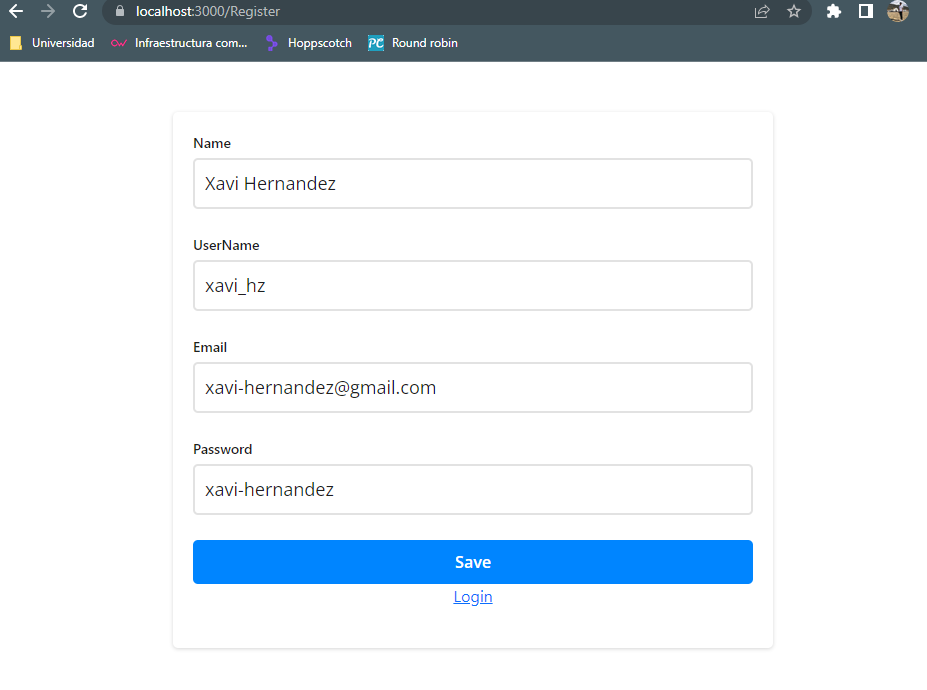 localhost:3000/Register
Universidad Infraestructura com... Hoppscotch PC Round robin
Name
Xavi Hernandez
UserName
xavi_hz
Email
xavi-hernandez@gmail.com
Password
xavi-hernandez
Save
Login